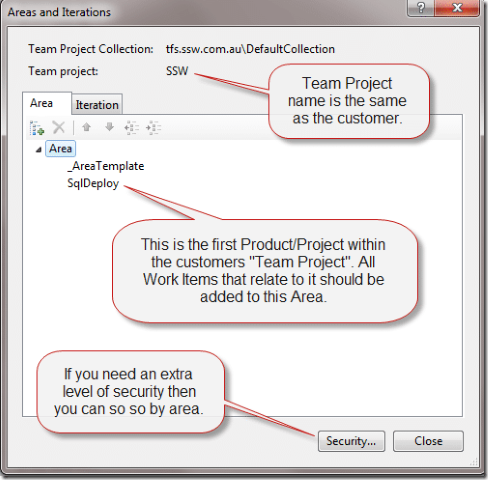 Areas and Iterations
Team Project Collection: tfs.ssw.com.au\DefaultCollection
Team project: SSW
Team Project
name is the same
as the customer.
Area
Iteration
Area
_AreaTemplate
SqlDeploy
This is the first Product/Project within
the customers "Team Project". All
Work Items that relate to it should be
added to this Area.
If you need an extra
level of security then
you can so so by area.
Security...
Close